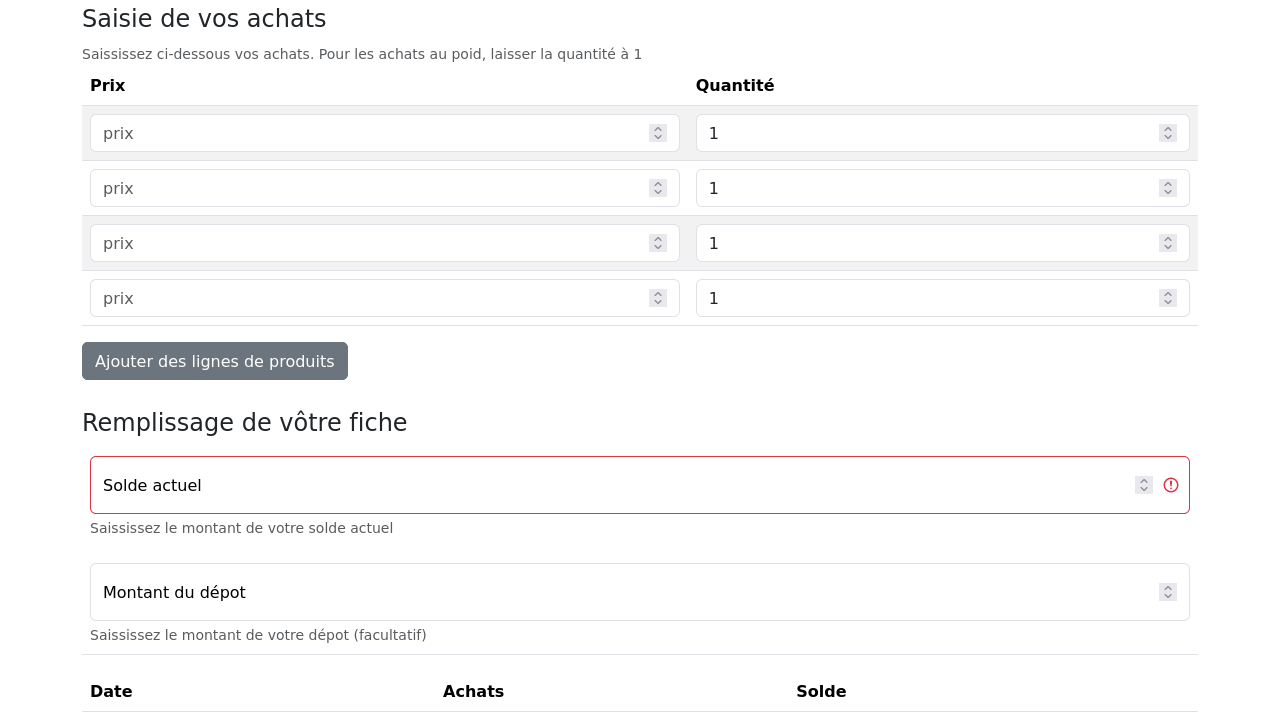 Saisie de vos achats
Saississez ci-dessous vos achats. Pour les achats au poid, laisser la quantité à 1
Prix Quantité
prix 1
prix 1
prix 1
prix 1
Ajouter des lignes de produits
Remplissage de vôtre fiche
Solde actuel
Saississez le montant de votre solde actuel
Montant du dépot
Saississez le montant de votre dépot (facultatif)
Date Achats Solde